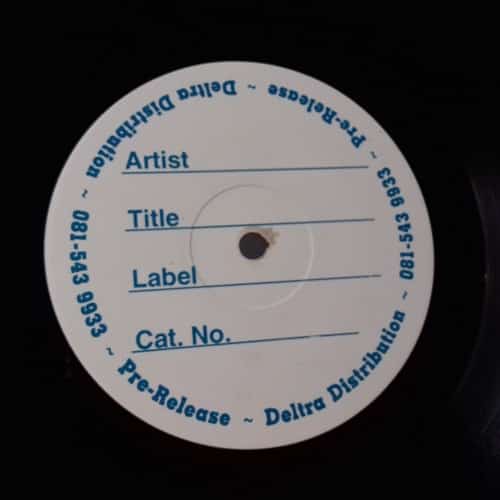 Artist
Title
Label
Cat. No.
Pre-Release ~ Deltra Distribution ~ 081-543 9933 ~ Pre-Release ~ Deltra Distribution ~ 081-543 9933 ~